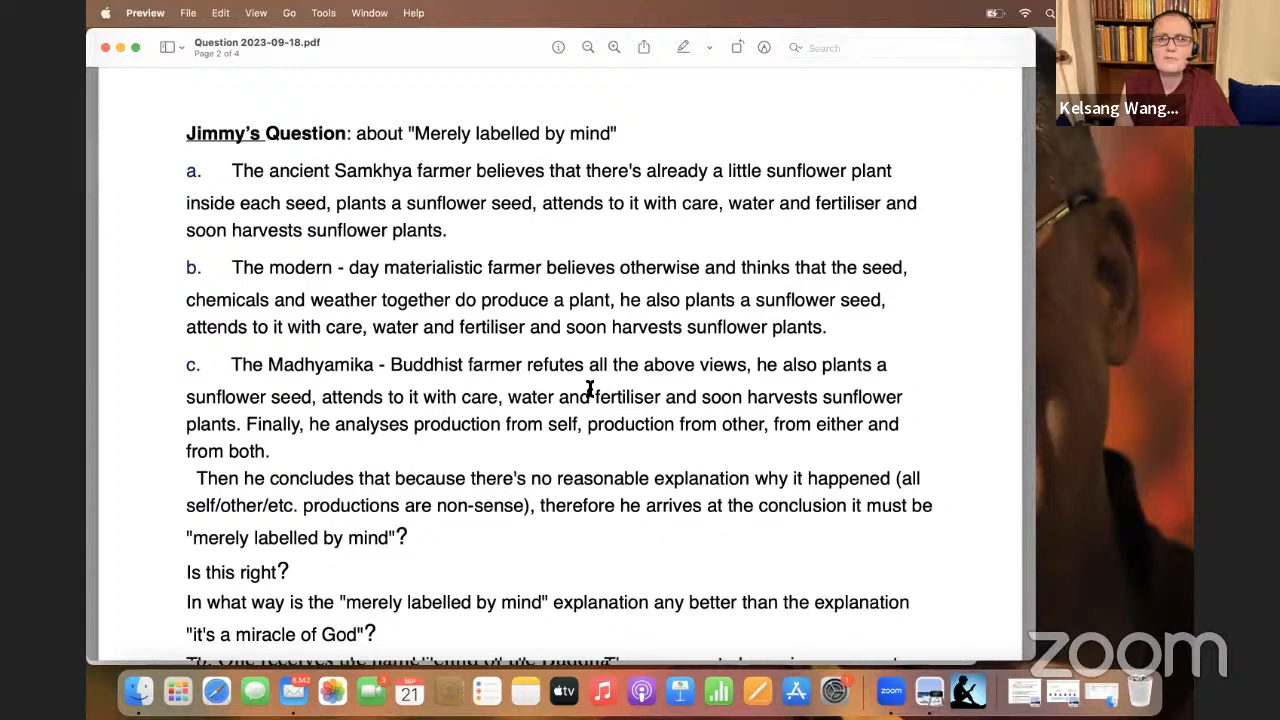 Preview File Edit View Go Tools Window Help
Question 2023-09-18.pdf
Page 2 of 4
Search
Kelsang Wang...
Jimmy's Question: about "Merely labelled by mind"
a. The ancient Samkhya farmer believes that there's already a little sunflower plant
inside each seed, plants a sunflower seed, attends to it with care, water and fertiliser and
soon harvests sunflower plants.
b. The modern - day materialistic farmer believes otherwise and thinks that the seed,
chemicals and weather together do produce a plant, he also plants a sunflower seed,
attends to it with care, water and fertiliser and soon harvests sunflower plants.
c. The Madhyamika - Buddhist farmer refutes all the above views, he also plants a
sunflower seed, attends to it with care, water and fertiliser and soon harvests sunflower
plants. Finally, he analyses production from self, production from other, from either and
from both.
Then he concludes that because there's no reasonable explanation why it happened (all
self/other/etc. productions are non-sense), therefore he arrives at the conclusion it must be
"merely labelled by mind"?
Is this right?
In what way is the "merely labelled by mind" explanation any better than the explanation
"it's a miracle of God"?
zoom
8,342
3
SEP
21
tv
zoom
1